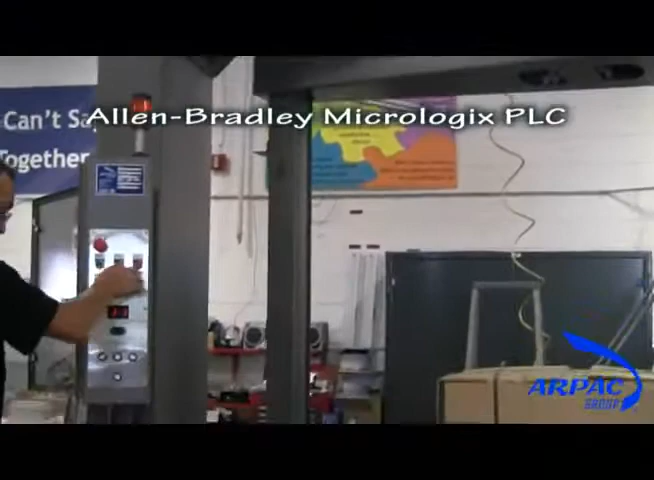 Allen-Bradley Micrologix PLC
Can't Sa
Together
ARPAC
GROUP